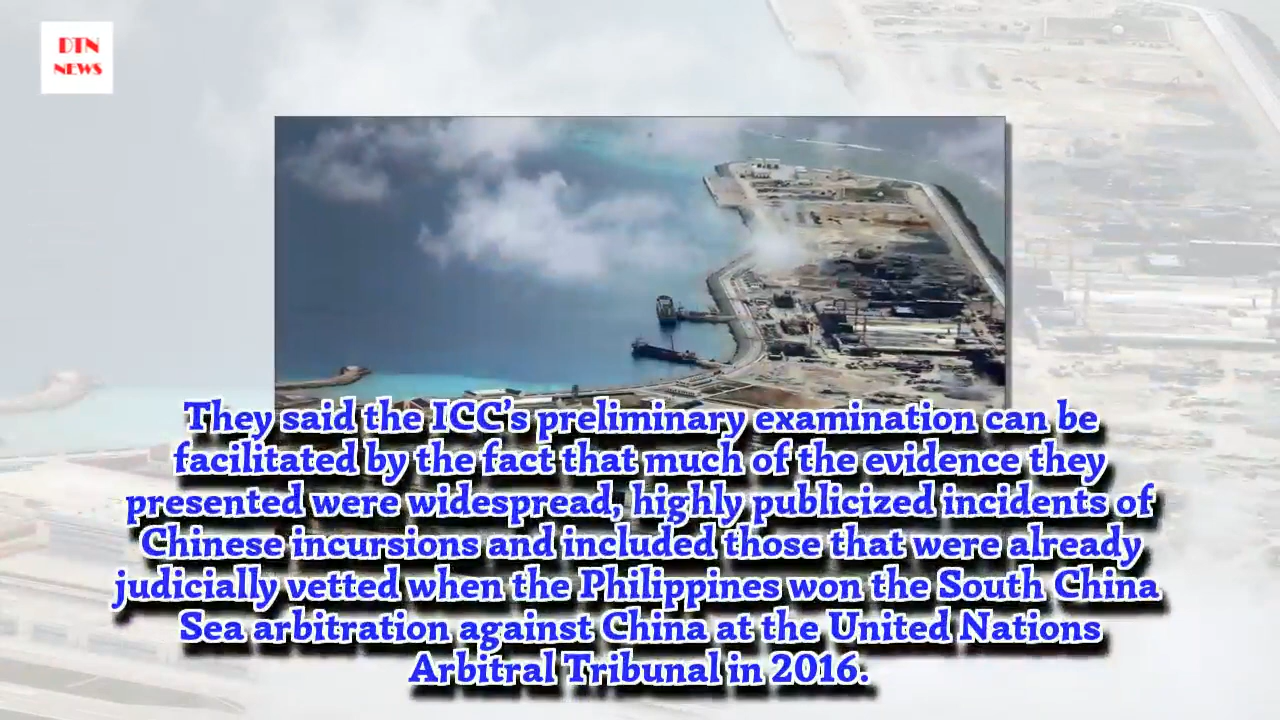 DTN
NEWS
They said the ICC's preliminary examination can be
facilitated by the fact that much of the evidence they
presented were widespread, highly publicized incidents of
Chinese incursions and included those that were already
judicially vetted when the Philippines won the South China
Sea arbitration against China at the United Nations
Arbitral Tribunal in 2016.